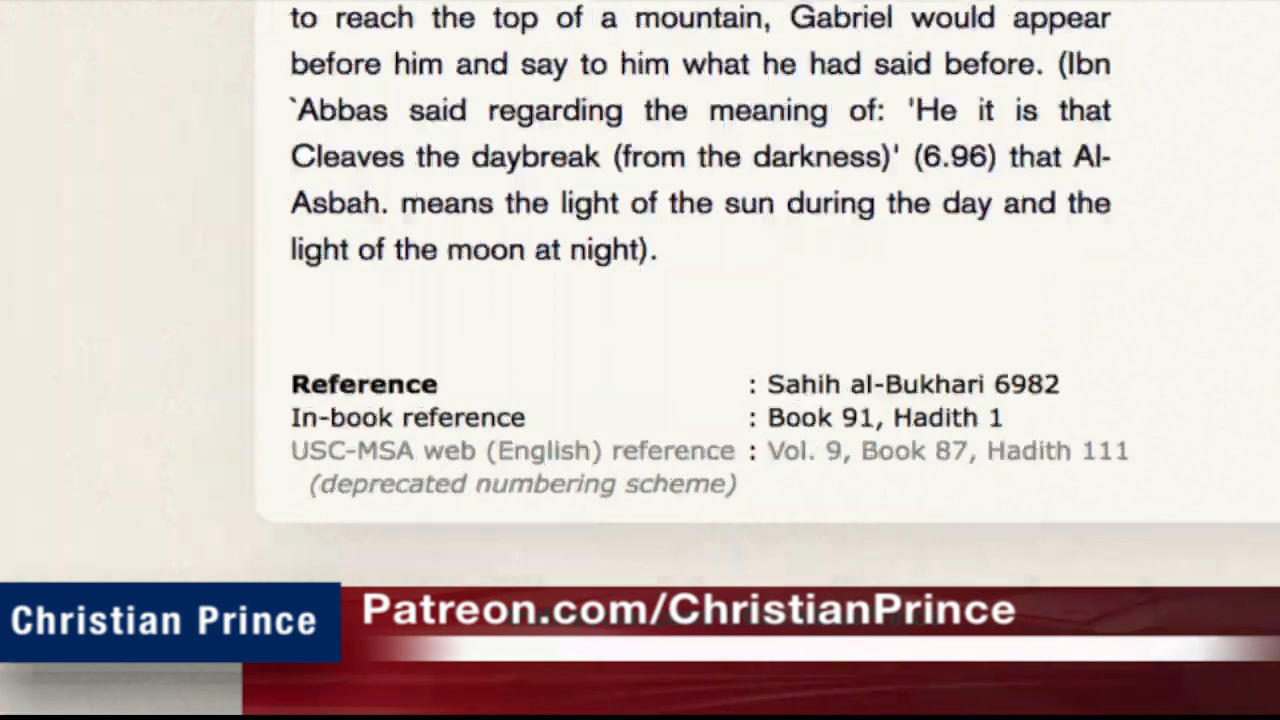 to reach the top of a mountain, Gabriel would appear
before him and say to him what he had said before. (Ibn
`Abbas said regarding the meaning of: 'He it is that
Cleaves the daybreak (from the darkness)' (6.96) that Al-
Asbah. means the light of the sun during the day and the
light of the moon at night).
Reference : Sahih al-Bukhari 6982
In-book reference : Book 91, Hadith 1
USC-MSA web (English) reference : Vol. 9, Book 87, Hadith 111
(deprecated numbering scheme)
Christian Prince
Patreon.com/ChristianPrince